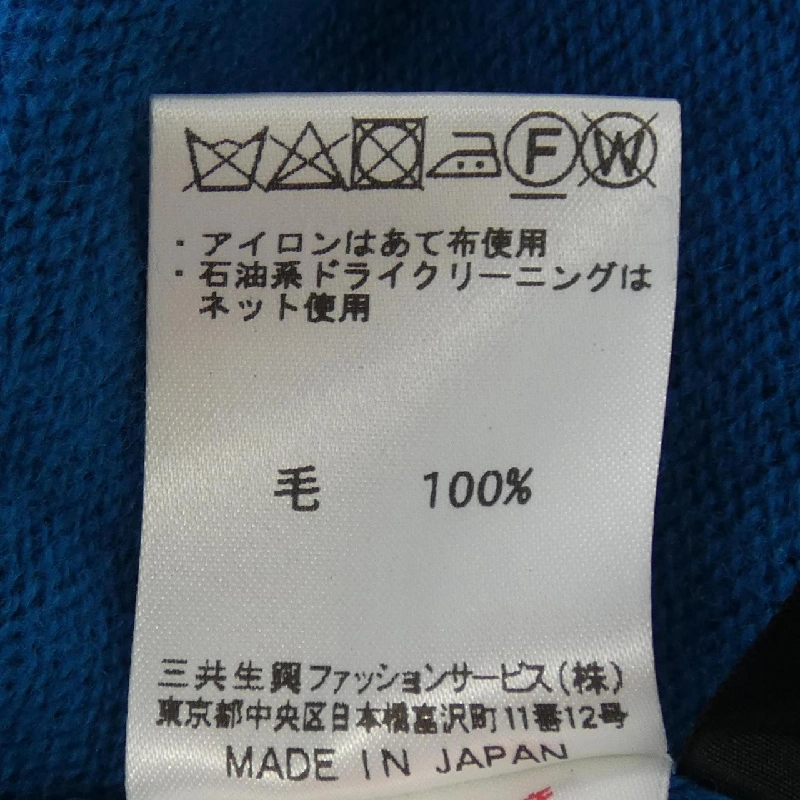 F W
・アイロンはあて布使用
・石油系ドライクリーニングは
ネット使用
毛 100%
三共生興ファッションサービス(株)
東京都中央区日本橋富沢町11番12号
MADE IN JAPAN